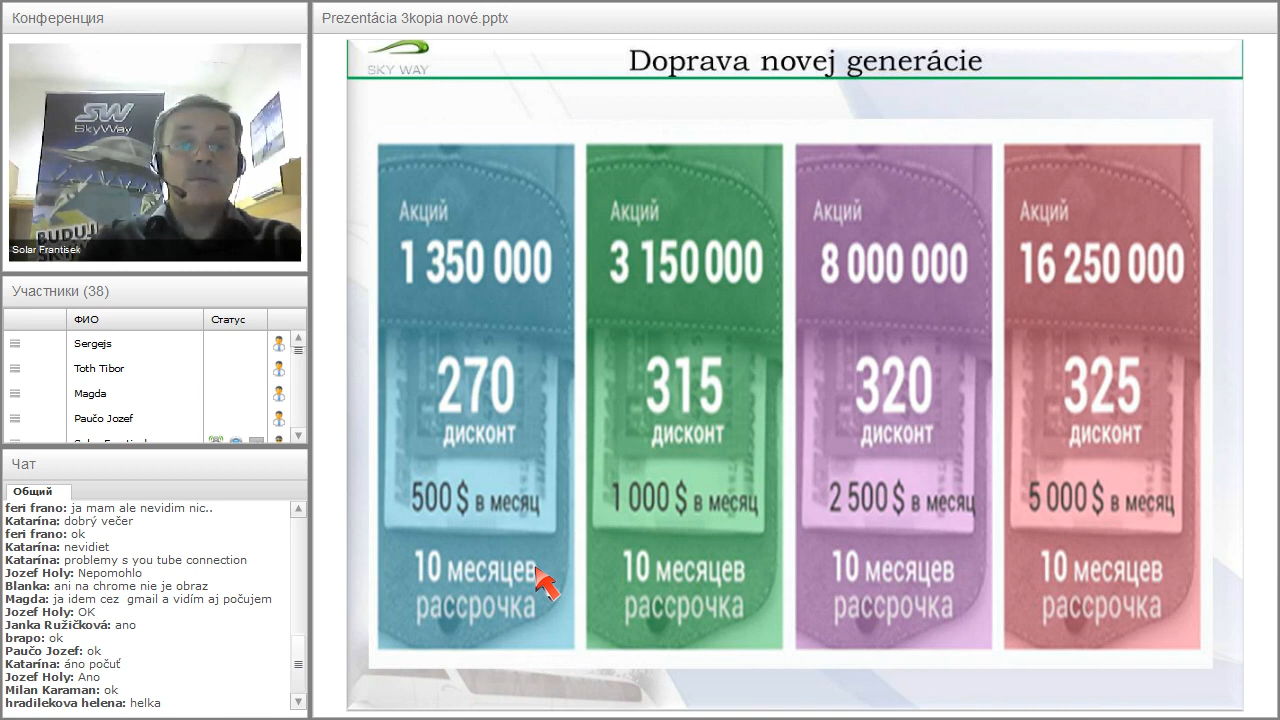 Конференция
SW
SkyWay
Solar Frantisek
Участники (38)
ФИО
Статус
Sergejs
Toth Tibor
Magda
Paučo Jozef
Чат
Общий
feri frano: ja mam ale nevidim nic..
Katarína: dobrý večer
feri frano: ok
Katarína: nevidiet
Katarína: problemy s you tube connection
Jozef Holy: Nepomohlo
Blanka: ani na chrome nie je obraz
Magda: ja idem cez  gmail a vidím aj počujem
Jozef Holy: OK
Janka Ružičková: ano
brapo: ok
Paučo Jozef: ok
Katarína: áno počuť
Jozef Holy: Ano
Milan Karaman: ok
hradilekova helena: helka
Prezentácia 3kopia nové.pptx
SKY WAY
Doprava novej generácie
Акций
1 350 000
270
дисконт
500 $ в месяц
10 месяцев
рассрочка
Акций
3 150 000
315
дисконт
1 000 $ в месяц
10 месяцев
рассрочка
Акций
8 000 000
320
дисконт
2 500 $ в месяц
10 месяцев
рассрочка
Акций
16 250 000
325
дисконт
5 000 $ в месяц
10 месяцев
рассрочка